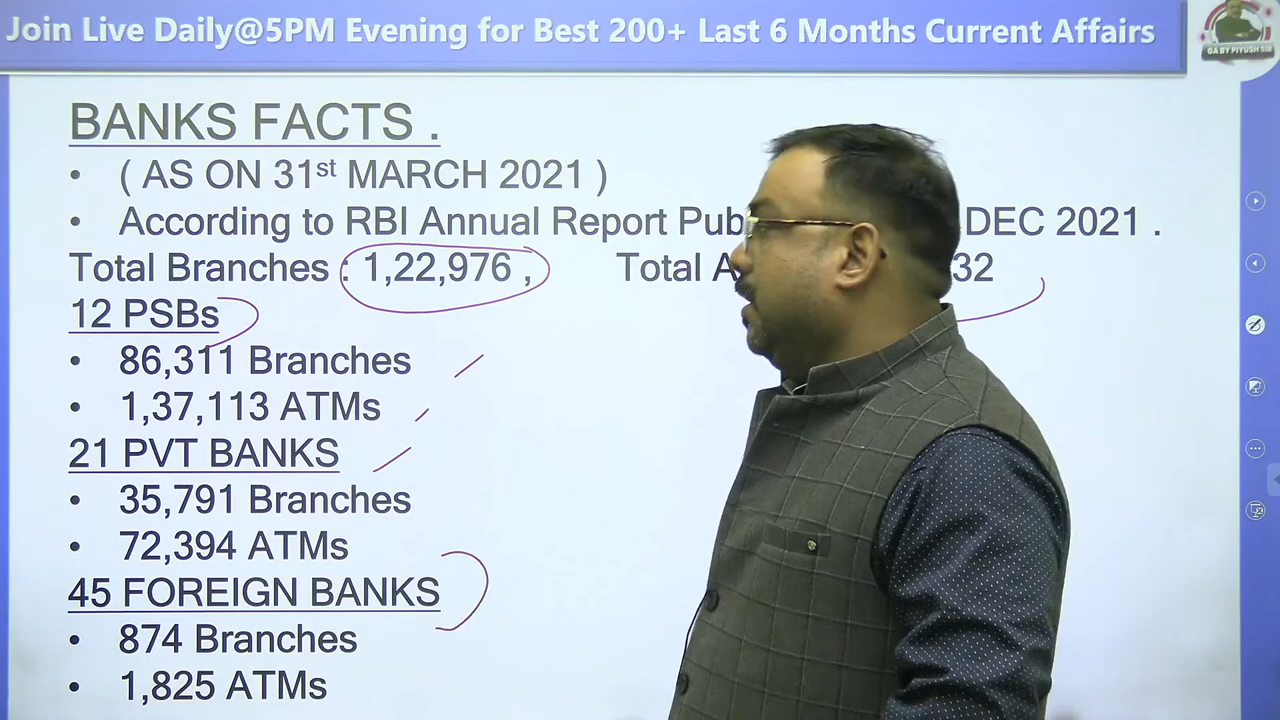 Join Live Daily@5PM Evening for Best 200+ Last 6 Months Current Affairs
GA BY PIYUSH SIR
BANKS FACTS .
• ( AS ON 31st MARCH 2021 )
• According to RBI Annual Report DEC 2021 .
Total Branches : 1,22,976 , Total
12 PSBs
• 86,311 Branches
• 1,37,113 ATMs
21 PVT BANKS
• 35,791 Branches
• 72,394 ATMs
45 FOREIGN BANKS
• 874 Branches
• 1,825 ATMs